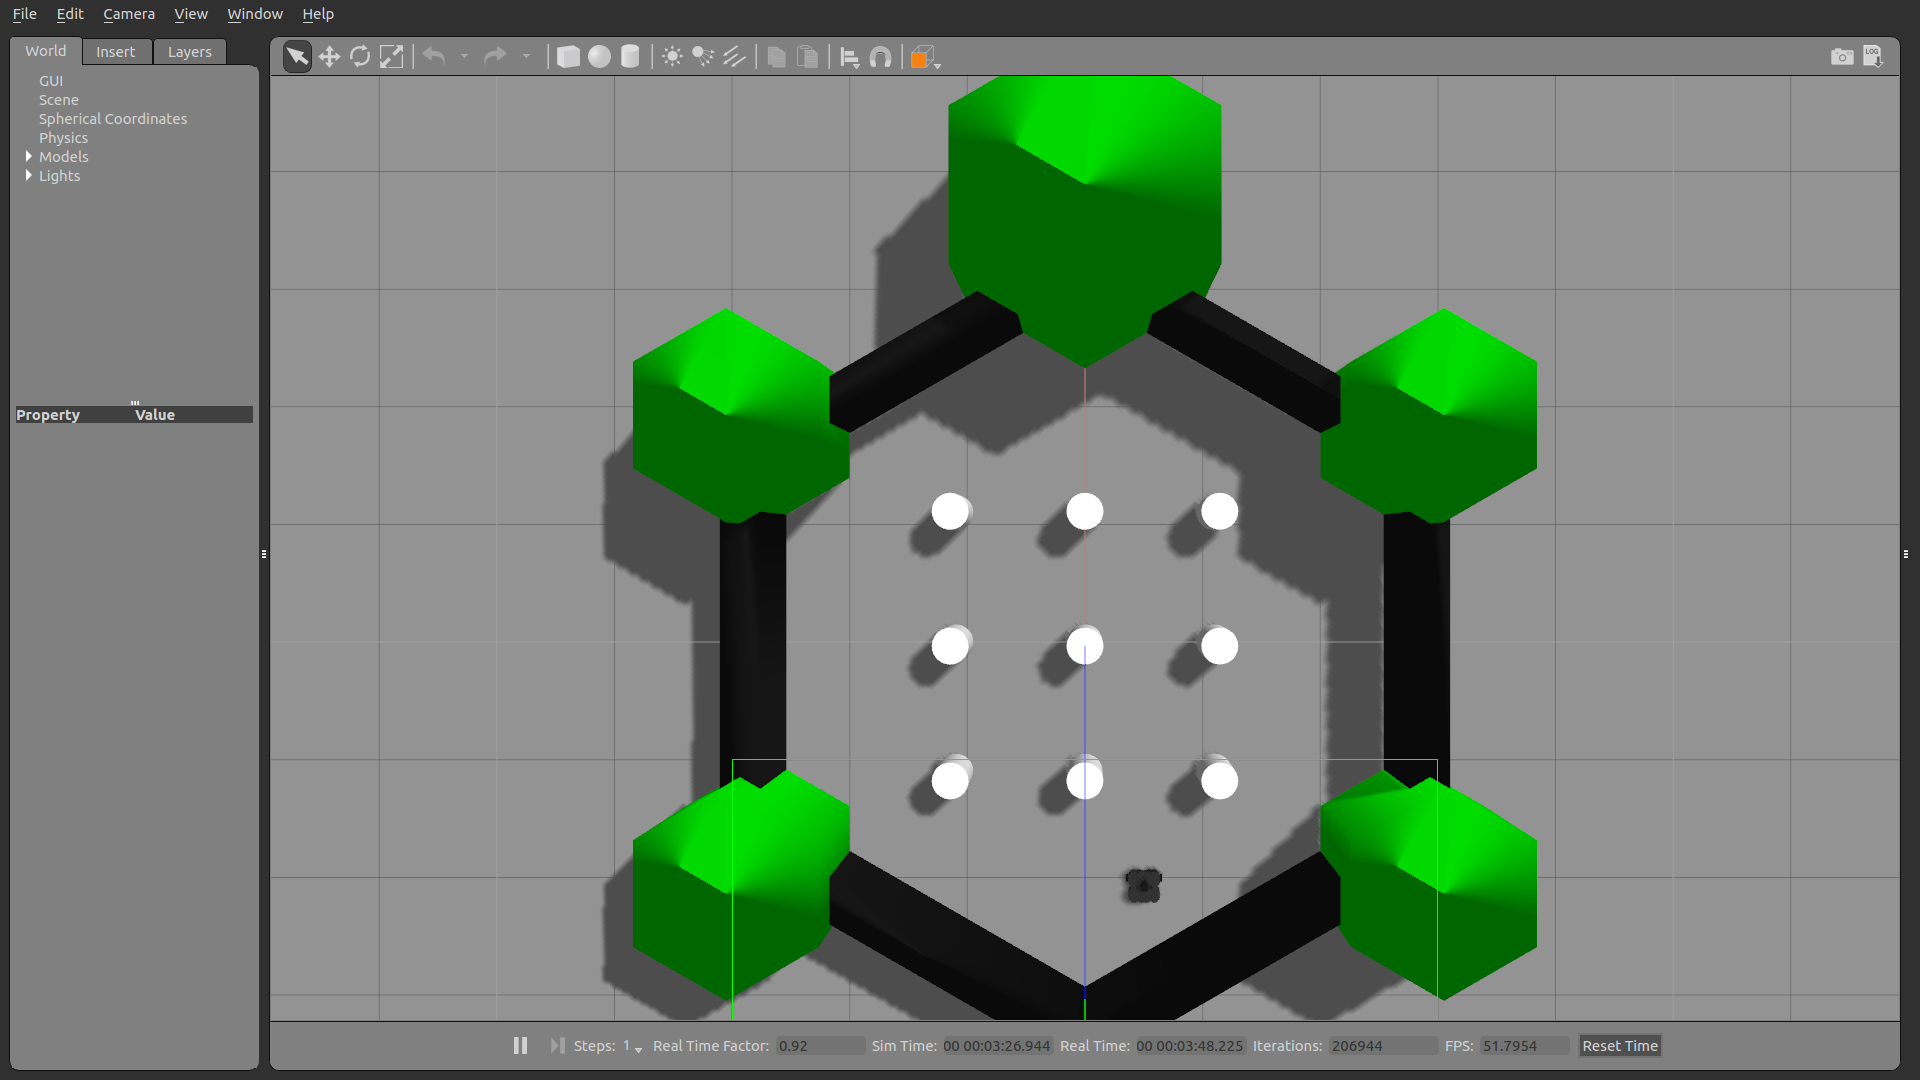 File Edit Camera View Window Help
World Insert Layers
GUI
Scene
Spherical Coordinates
Physics
Models
Lights
Property Value
LOG
Steps: 1 Real Time Factor: 0.92 Sim Time: 00 00:03:26.944 Real Time: 00 00:03:48.225 Iterations: 206944 FPS: 51.7954 Reset Time